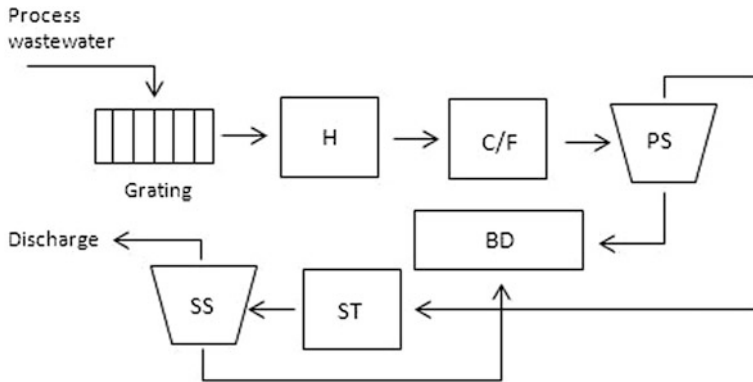 Process
wastewater
H
C/F
PS
Grating
Discharge
BD
SS
ST